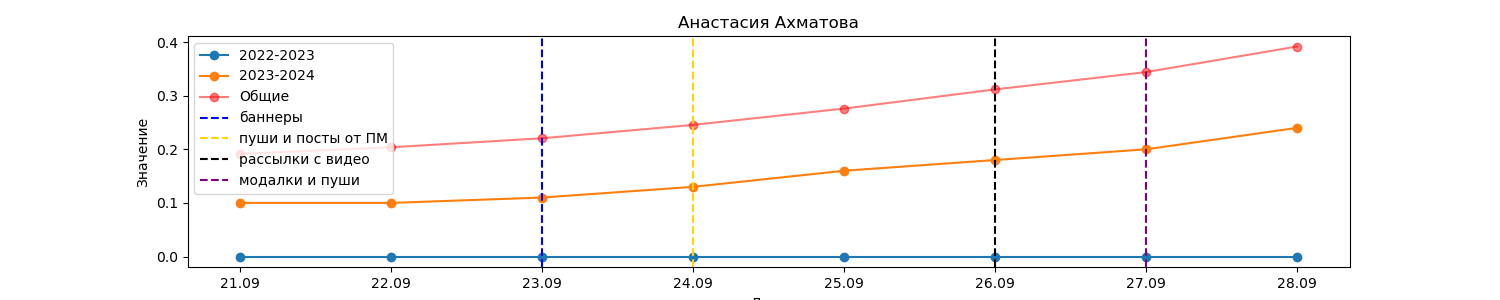 Анастасия Ахматова
0.4
0.3
0.2
0.1
0.0
Значение
2022-2023
2023-2024
Общие
баннеры
пуши и посты от ПМ
рассылки с видео
модалки и пуши
21.09 22.09 23.09 24.09 25.09 26.09 27.09 28.09